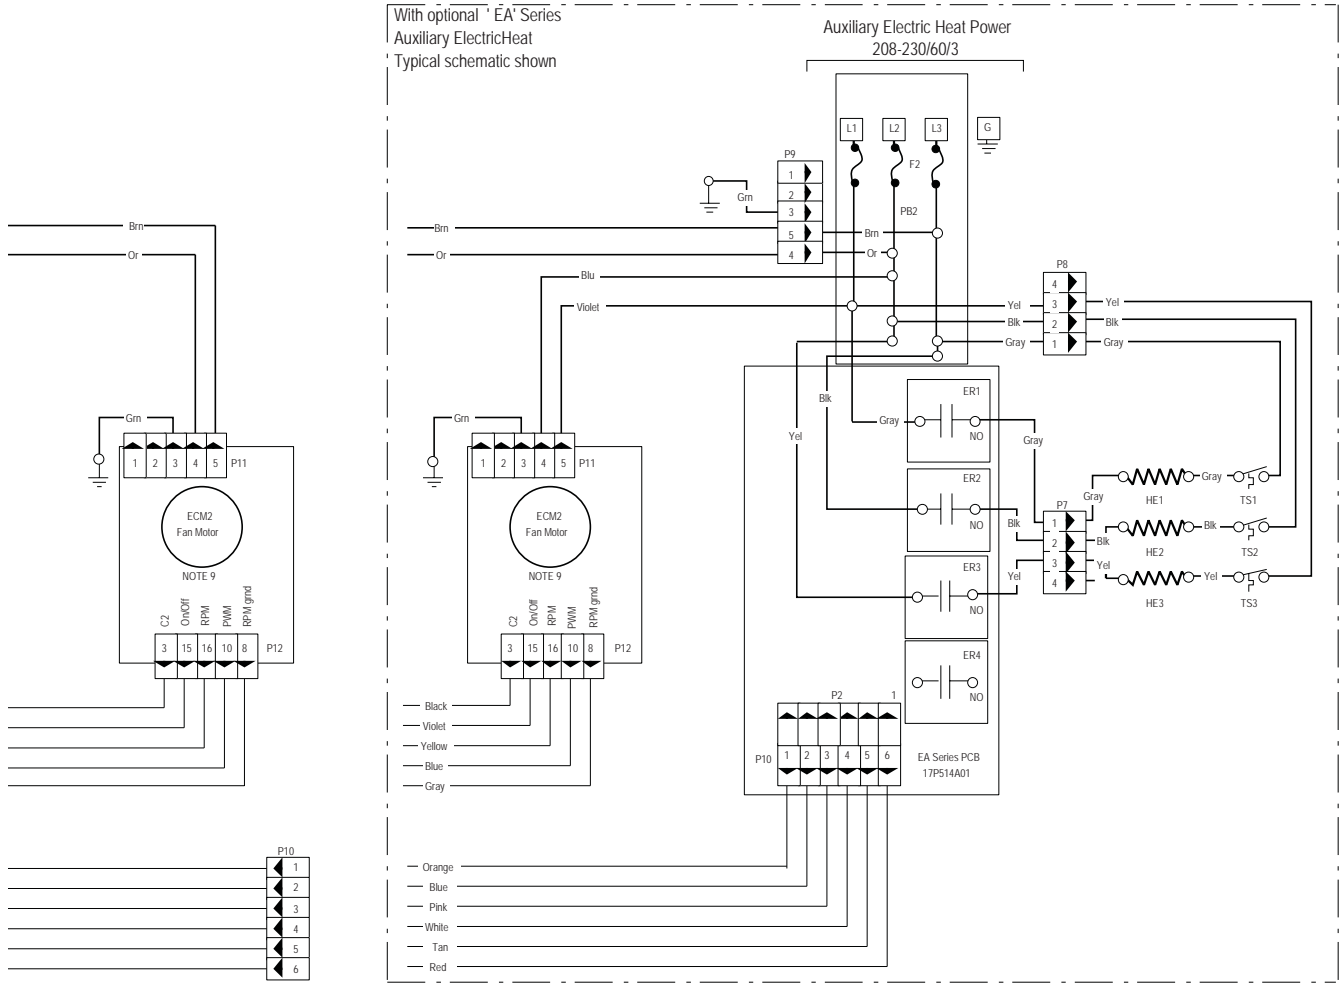 With optional ' EA' Series
Auxiliary ElectricHeat
Typical schematic shown
Auxiliary Electric Heat Power
208-230/60/3
L1
L2
L3
G
F2
PB2
P9
1
2
3
5
4
Grn
Brn
Or
Brn
Or
Brn
Or
Blu
Violet
P8
4
3
2
1
Yel
Blk
Gray
Yel
Blk
Gray
Blk
Yel
Gray
ER1
NO
Gray
ER2
NO
Blk
ER3
NO
Yel
ER4
NO
P7
1
2
3
4
Gray
Blk
Yel
HE1
Gray
TS1
HE2
Blk
TS2
HE3
Yel
TS3
Grn
1
2
3
4
5
P11
ECM2
Fan Motor
NOTE 9
C2
On/Off
RPM
PWM
RPM grnd
3
15
16
10
8
P12
Grn
1
2
3
4
5
P11
ECM2
Fan Motor
NOTE 9
C2
On/Off
RPM
PWM
RPM grnd
3
15
16
10
8
P12
Black
Violet
Yellow
Blue
Gray
P2
1
P10
1
2
3
4
5
6
EA Series PCB
17P514A01
P10
1
2
3
4
5
6
Orange
Blue
Pink
White
Tan
Red